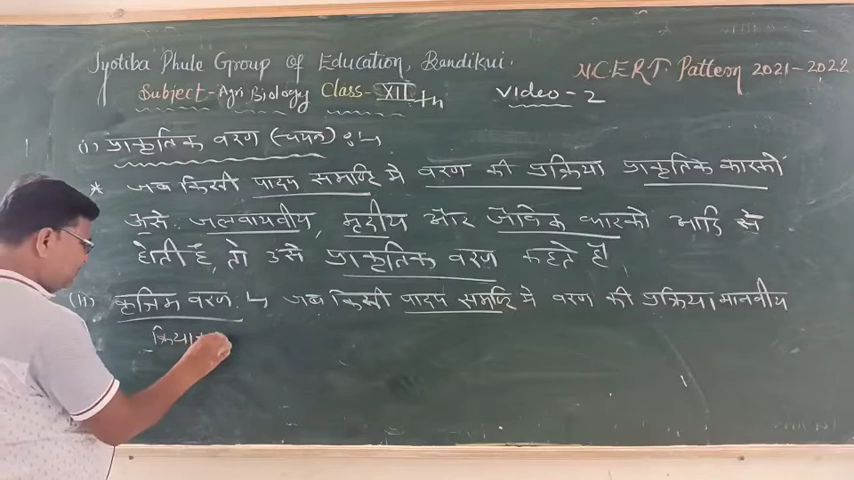 Jyotiba Phule Group of Education, Bandikui.
N.C.E.R.T. Pattern 2021-2022
Subject- Agri Biology Class- XII th
Video - 2
(i) प्राकृतिक वरण (चयन) :↳
* जब किसी पादप समष्टि मे वरण की प्रक्रिया प्राकृतिक कारको
जैसे जलवायवीय, मृदीय और जैविक कारको आदि से
होती है, तो उसे प्राकृतिक वरण कहते है
(ii) कृत्रिम वरण ↳ जब किसी पादप समष्टि मे वरण की प्रक्रिया मानवीय